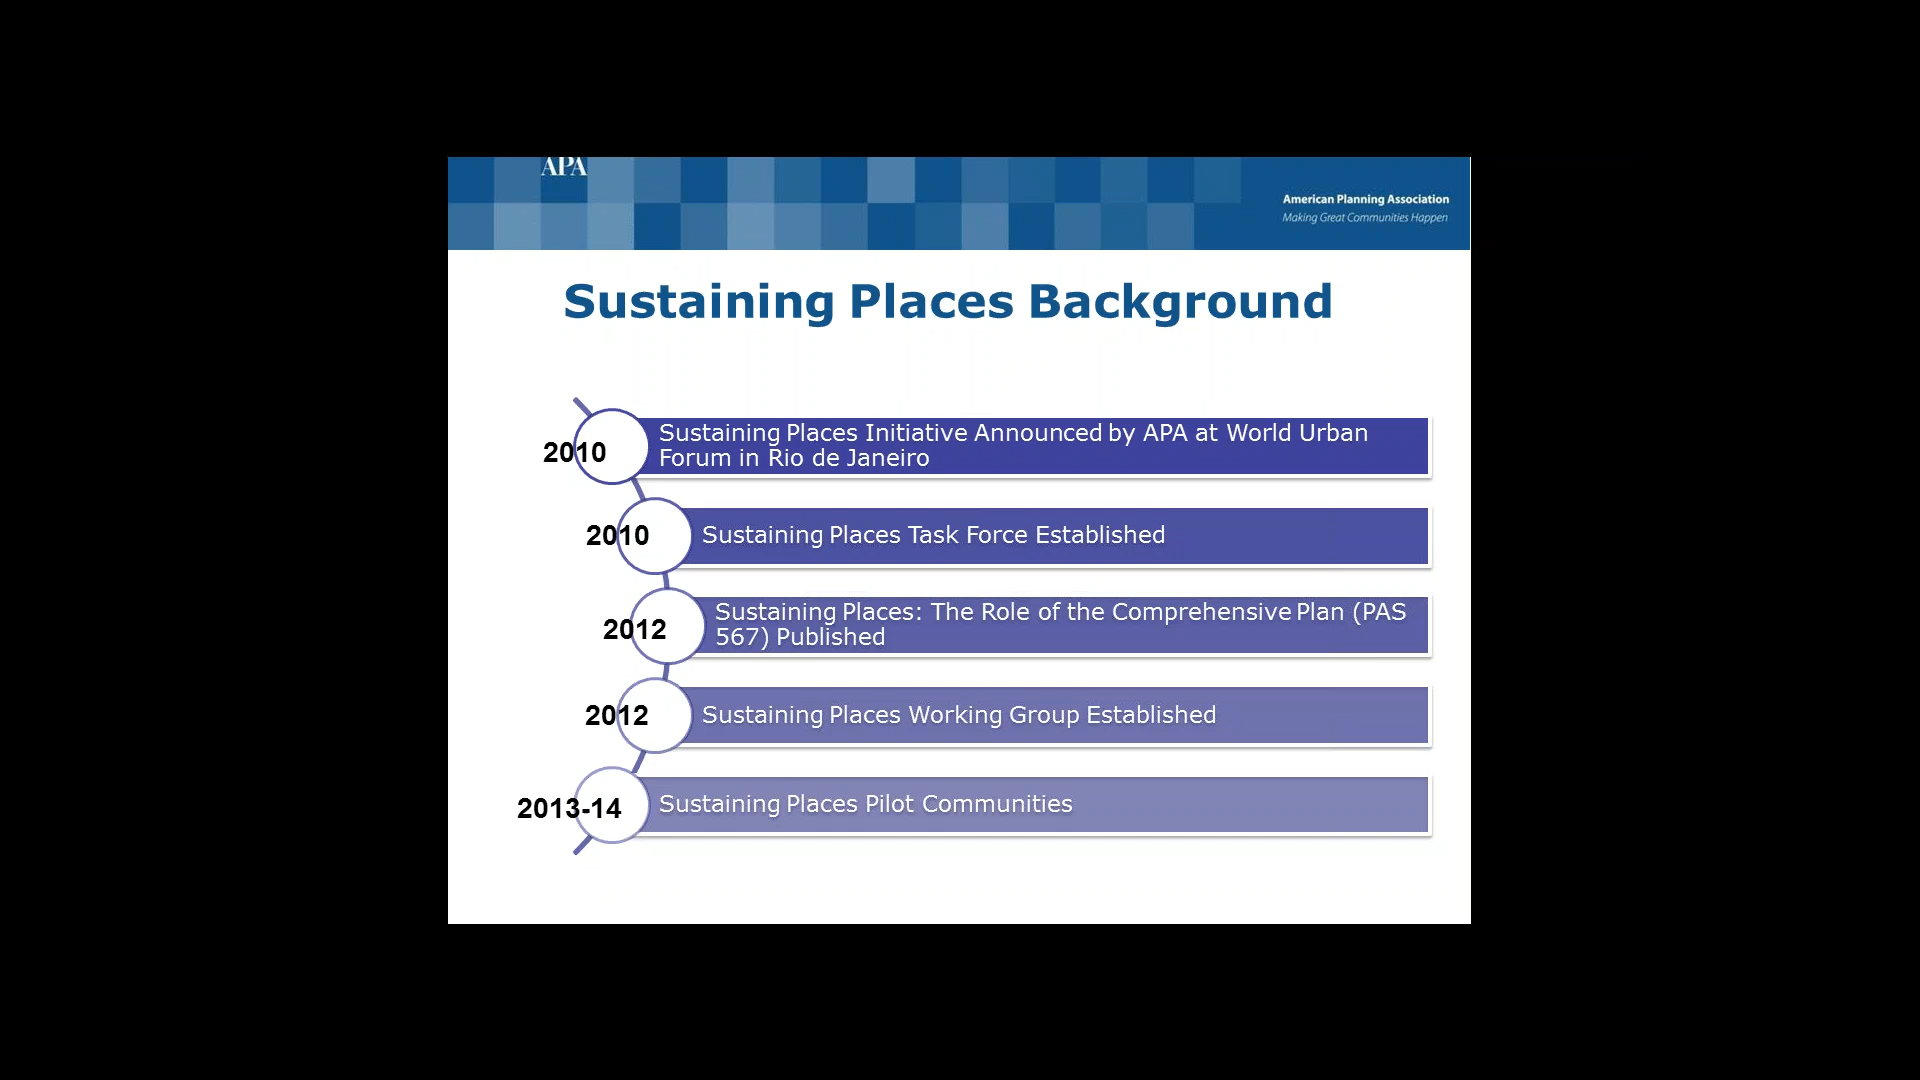 APA
American Planning Association
Making Great Communities Happen
Sustaining Places Background
2010
Sustaining Places Initiative Announced by APA at World Urban
Forum in Rio de Janeiro
2010
Sustaining Places Task Force Established
2012
Sustaining Places: The Role of the Comprehensive Plan (PAS
567) Published
2012
Sustaining Places Working Group Established
2013-14
Sustaining Places Pilot Communities